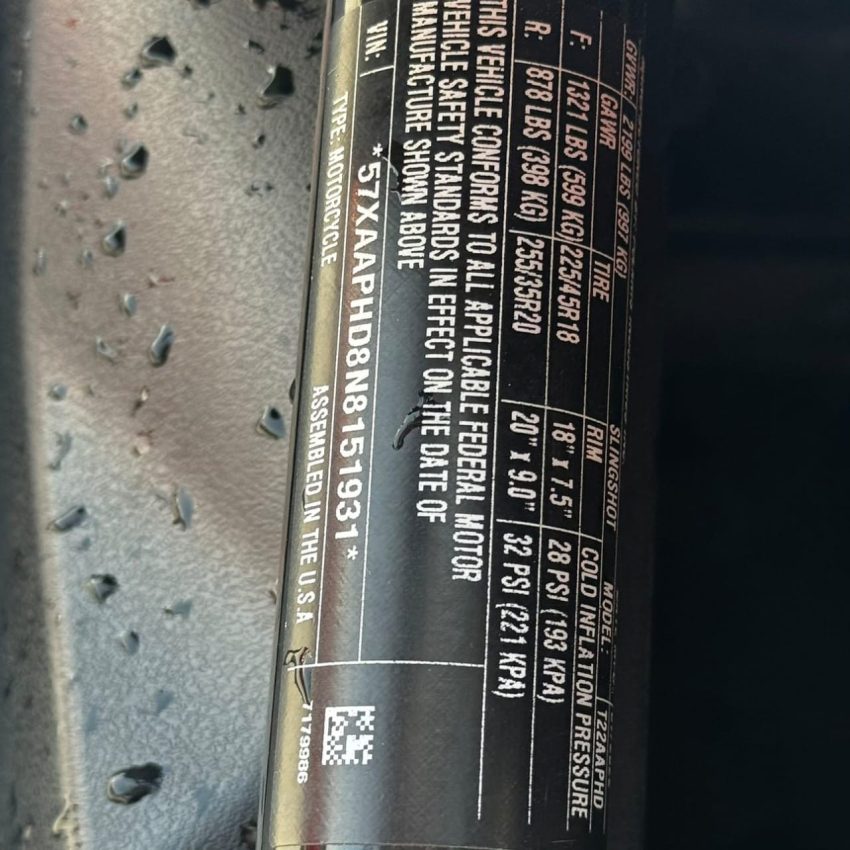 SLINGSHOT MODEL: T22AAPHD
GVWR: 2199 LBS (997 KG)
GAWR TIRE RIM COLD INFLATION PRESSURE
F: 1321 LBS (599 KG) 225/45R18 18" x 7.5" 28 PSI (193 KPA)
R: 878 LBS (398 KG) 255/35R20 20" x 9.0" 32 PSI (221 KPA)
THIS VEHICLE CONFORMS TO ALL APPLICABLE FEDERAL MOTOR
VEHICLE SAFETY STANDARDS IN EFFECT ON THE DATE OF
MANUFACTURE SHOWN ABOVE
VIN: *57XAAPHD8N8151931*
TYPE: MOTORCYCLE ASSEMBLED IN THE U.S.A
7179986